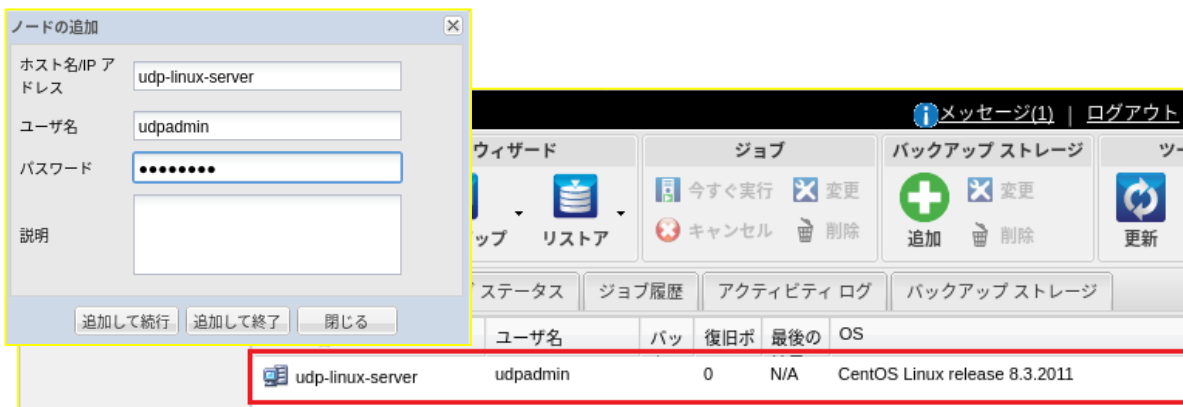 ノードの追加
ホスト名/IP ア
ドレス
udp-linux-server
ユーザ名
udpadmin
パスワード
••••••••
説明
追加して続行 追加して終了 閉じる
メッセージ(1) | ログアウト
ウィザード ジョブ バックアップ ストレージ ツー
今すぐ実行 変更 変更
ップ リストア キャンセル 削除 追加 削除 更新
ステータス ジョブ履歴 アクティビティ ログ バックアップ ストレージ
ユーザ名 バッ 復旧ポ 最後の OS
udp-linux-server udpadmin 0 N/A CentOS Linux release 8.3.2011